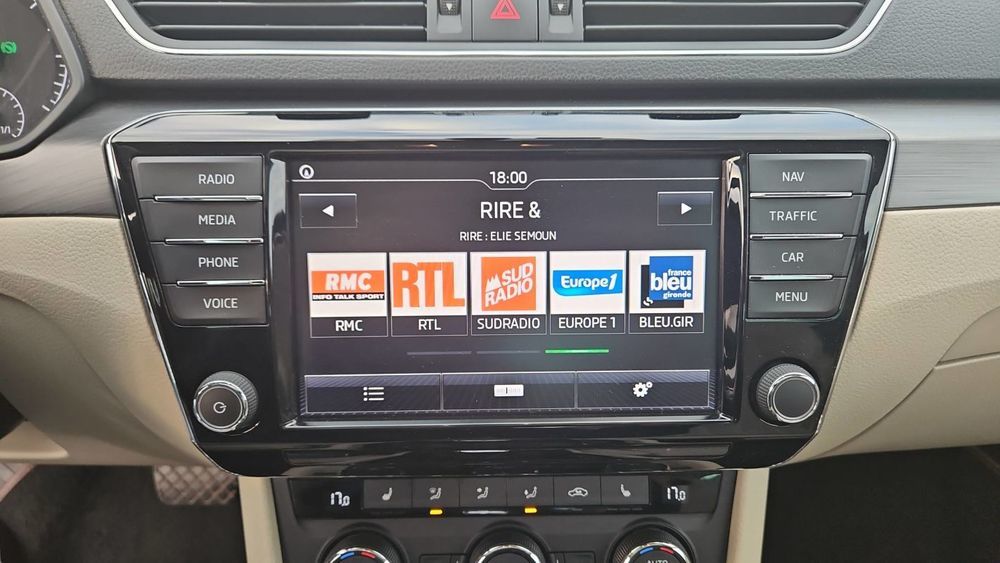 RADIO
MEDIA
PHONE
VOICE
18:00
RIRE &
RIRE : ELIE SEMOUN
RMC
INFO TALK SPORT
RMC
RTL
RTL
SUD
RADIO
SUDRADIO
Europe1
EUROPE 1
france
bleu
gironde
BLEU.GIR
NAV
TRAFFIC
CAR
MENU
17.0
17.0
AUTO